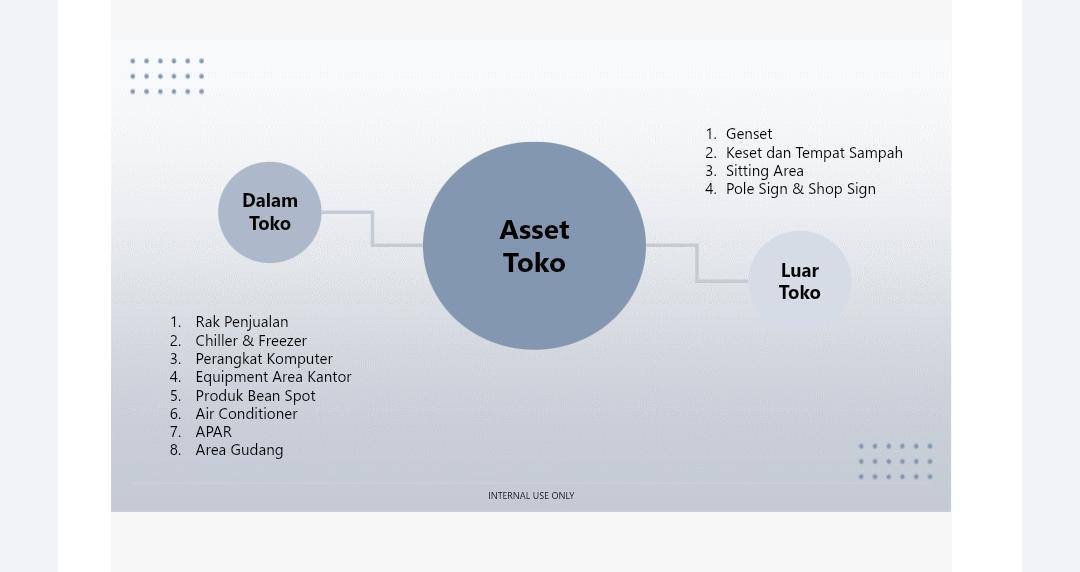 Dalam
Toko
Asset
Toko
1. Genset
2. Keset dan Tempat Sampah
3. Sitting Area
4. Pole Sign & Shop Sign
Luar
Toko
1. Rak Penjualan
2. Chiller & Freezer
3. Perangkat Komputer
4. Equipment Area Kantor
5. Produk Bean Spot
6. Air Conditioner
7. APAR
8. Area Gudang
INTERNAL USE ONLY